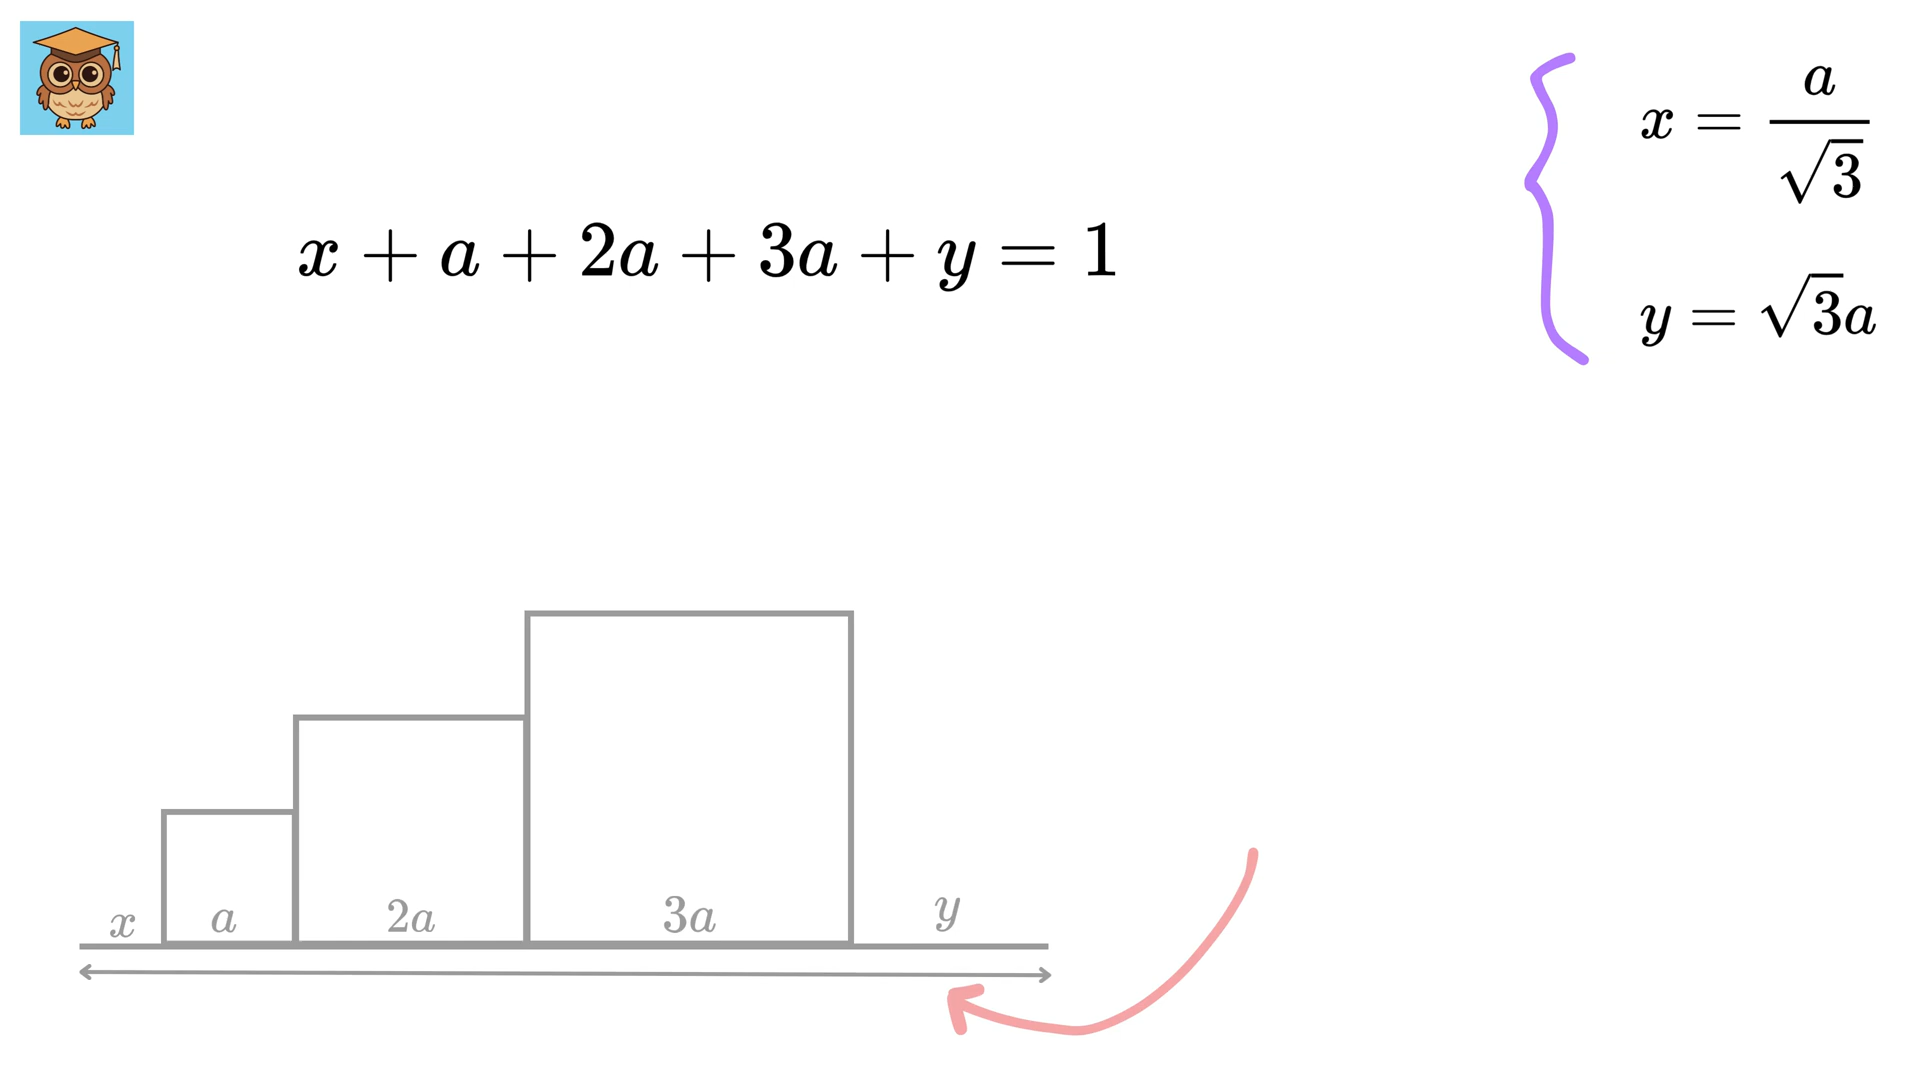 x = a/√3
x + a + 2a + 3a + y = 1
y = √3a
x a 2a 3a y